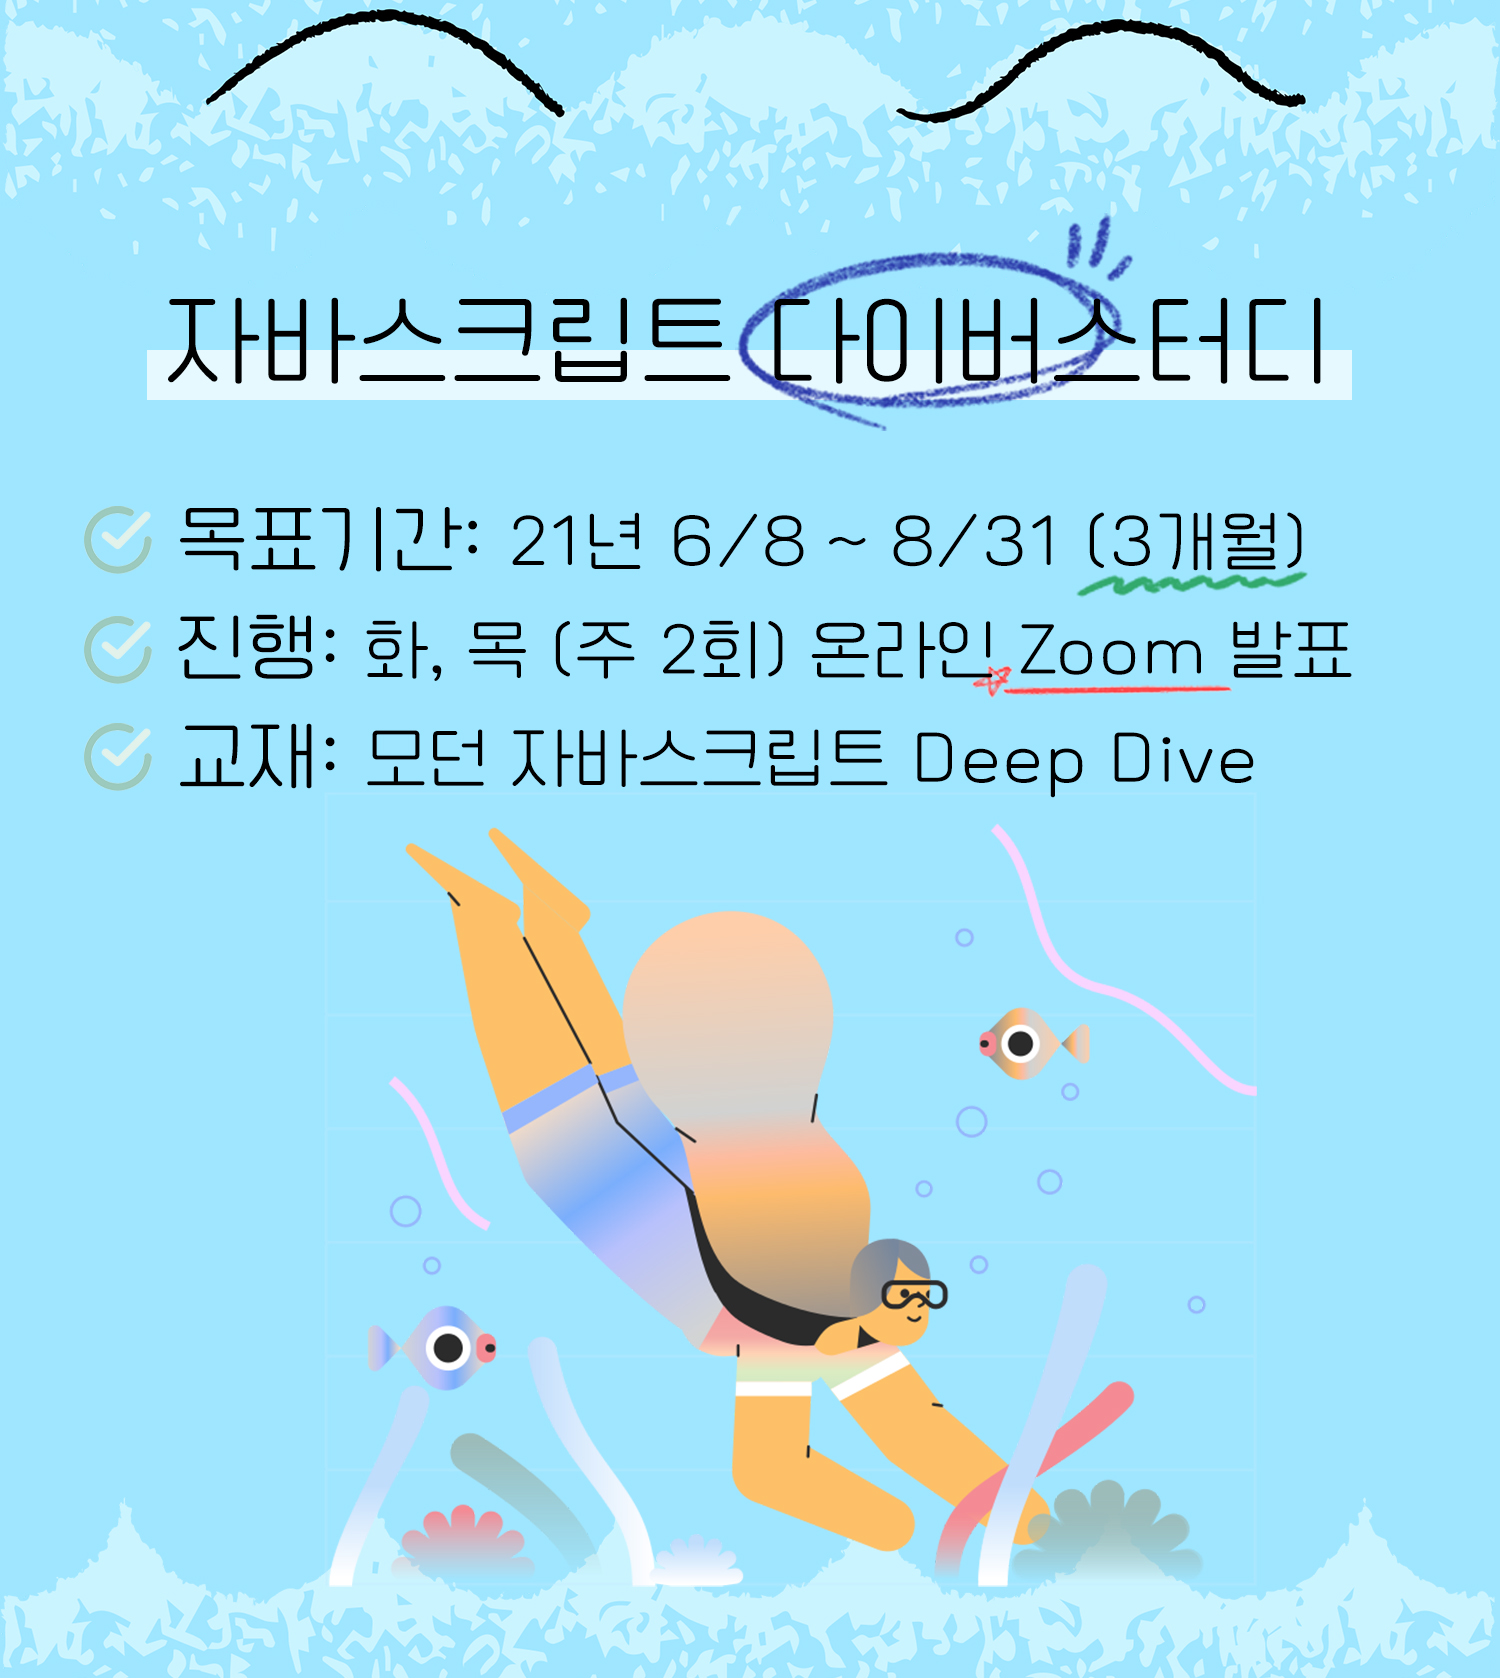 자바스크립트 다이버스터디
목표기간: 21년 6/8 ~ 8/31 (3개월)
진행: 화, 목 (주 2회) 온라인 Zoom 발표
교재: 모던 자바스크립트 Deep Dive